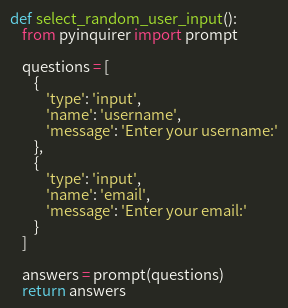 def select_random_user_input():
    from pyinquirer import prompt

    questions = [
        {
            'type': 'input',
            'name': 'username',
            'message': 'Enter your username:'
        },
        {
            'type': 'input',
            'name': 'email',
            'message': 'Enter your email:'
        }
    ]

    answers = prompt(questions)
    return answers